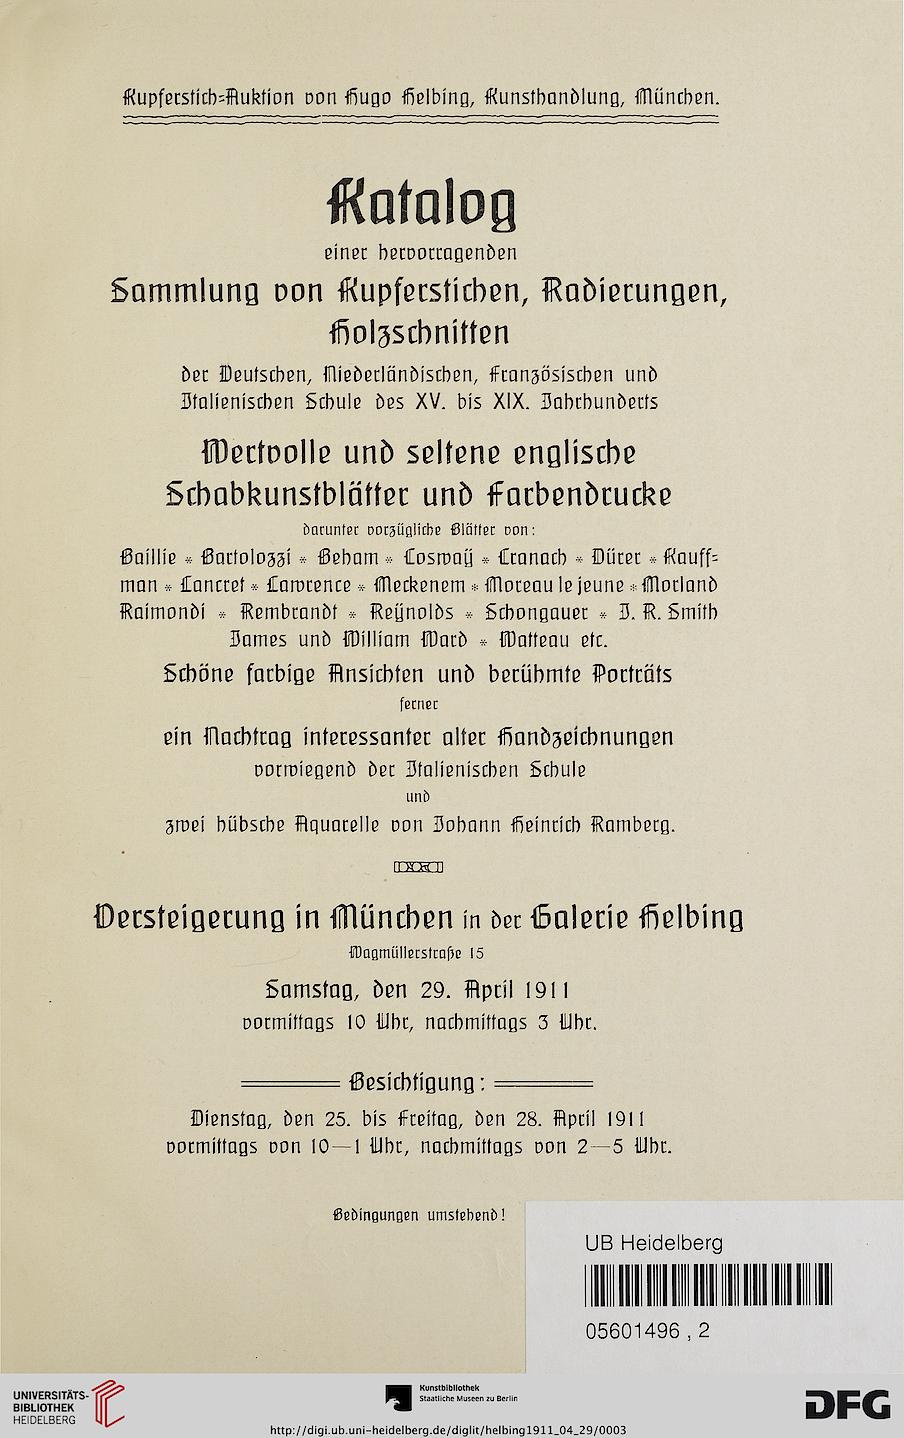 Kupferstich=Auktion von Hugo Helbing, Kunsthandlung, München.
Katalog
einer hervorragenden
Sammlung von Kupferstichen, Radierungen,
Holzschnitten
der Deutschen, Niederländischen, Französischen und
Italienischen Schule des XV. bis XIX. Jahrhunderts
Wertvolle und seltene englische
Schabkunstblätter und Farbendrucke
darunter vorzügliche Blätter von:
Baillie * Bartolozzi * Beham * Coswaÿ * Cranach * Dürer * Kauff=
man * Lancret * Lawrence * Meckenem * Moreau le jeune * Morland
Raimondi * Rembrandt * Reÿnolds * Schongauer * J. R. Smith
James und William Ward * Watteau etc.
Schöne farbige Ansichten und berühmte Porträts
ferner
ein Nachtrag interessanter alter Handzeichnungen
vorwiegend der Italienischen Schule
und
zwei hübsche Aquarelle von Johann Heinrich Ramberg.
Versteigerung in München in der Galerie Helbing
Wagmüllerstraße 15
Samstag, den 29. April 1911
vormittags 10 Uhr, nachmittags 3 Uhr.
Besichtigung:
Dienstag, den 25. bis Freitag, den 28. April 1911
vormittags von 10—1 Uhr, nachmittags von 2—5 Uhr.
Bedingungen umstehend!
UB Heidelberg
05601496 , 2
UNIVERSITÄTS-
BIBLIOTHEK
HEIDELBERG
Kunstbibliothek
Staatliche Museen zu Berlin
DFG
http://digi.ub.uni-heidelberg.de/diglit/helbing1911_04_29/0003